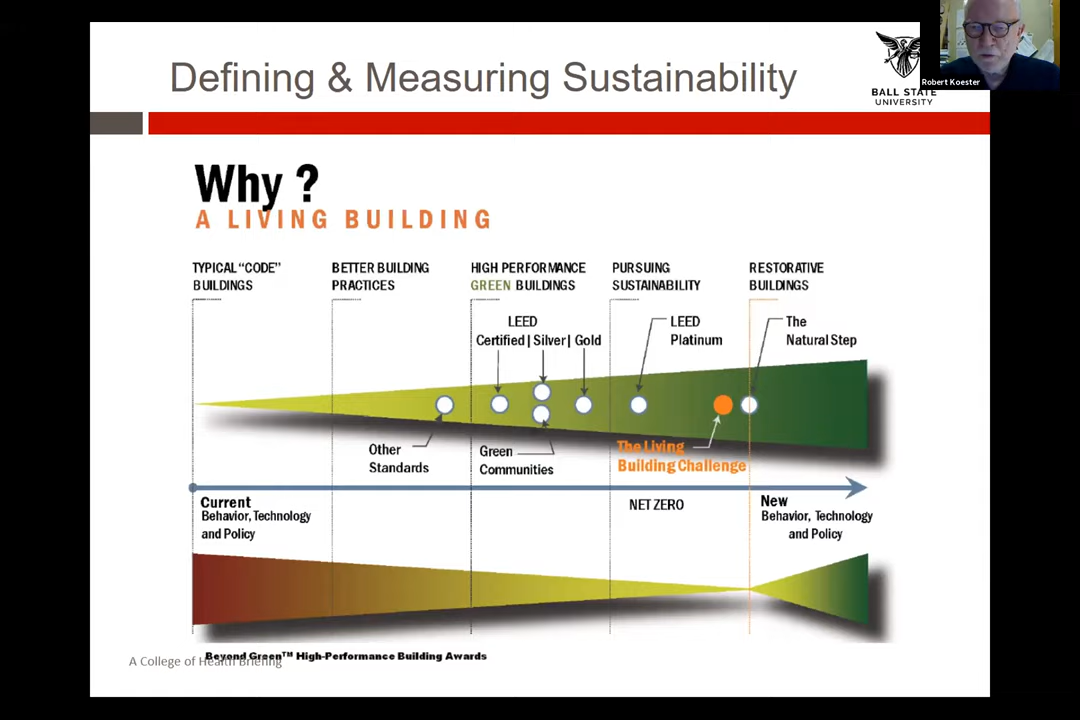 Defining & Measuring Sustainability
BALL STATE
UNIVERSITY
Robert Koester
Why ?
A LIVING BUILDING
TYPICAL “CODE”
BUILDINGS
BETTER BUILDING
PRACTICES
HIGH PERFORMANCE
GREEN BUILDINGS
PURSUING
SUSTAINABILITY
RESTORATIVE
BUILDINGS
LEED
Certified | Silver | Gold
LEED
Platinum
The
Natural Step
Other
Standards
Green
Communities
The Living
Building Challenge
Current
Behavior, Technology
and Policy
NET ZERO
New
Behavior, Technology
and Policy
Beyond Green™ High-Performance Building Awards
A College of Health Briefing